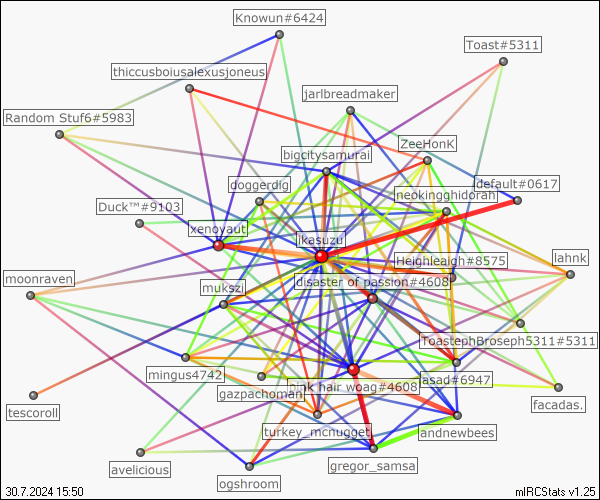 Knowun#6424
Toast#5311
thiccusboiusalexusjoneus
jarlbreadmaker
Random Stuf6#5983
ZeeHonK
bigcitysamurai
doggerdig
default#0617
neokingghidorah
Duck™#9103
xenoyaut
ikasuzu
Heighleigh#8575
lahnk
moonraven
mukszi
disaster of passion#4608
ToastephBroseph5311#5311
mingus4742
gazpachoman
pink hair woag#4608
asad#6947
facadas.
tescoroll
turkey_mcnugget
andnewbees
avelicious
gregor_samsa
ogshroom
30.7.2024 15:50
mIRCStats v1.25